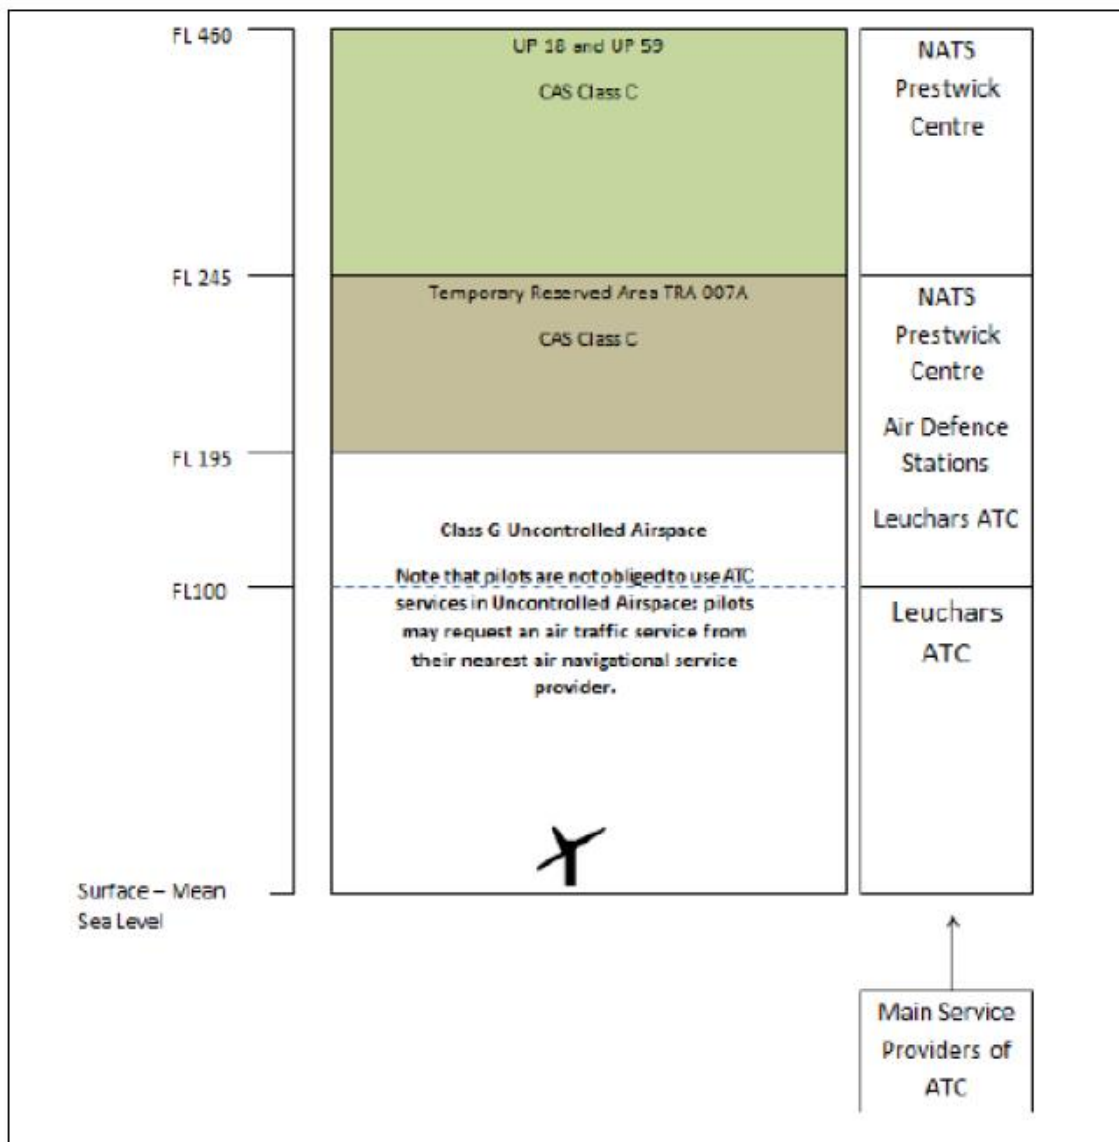 FL 460
UP 18 and UP 59
CAS Class C
NATS
Prestwick
Centre
FL 245
Temporary Reserved Area TRA 007A
CAS Class C
NATS
Prestwick
Centre
Air Defence
Stations
Leuchars ATC
FL 195
Class G Uncontrolled Airspace
Note that pilots are not obliged to use ATC
services in Uncontrolled Airspace: pilots
may request an air traffic service from
their nearest air navigational service
provider.
FL100
Leuchars
ATC
Surface – Mean
Sea Level
Main Service
Providers of
ATC